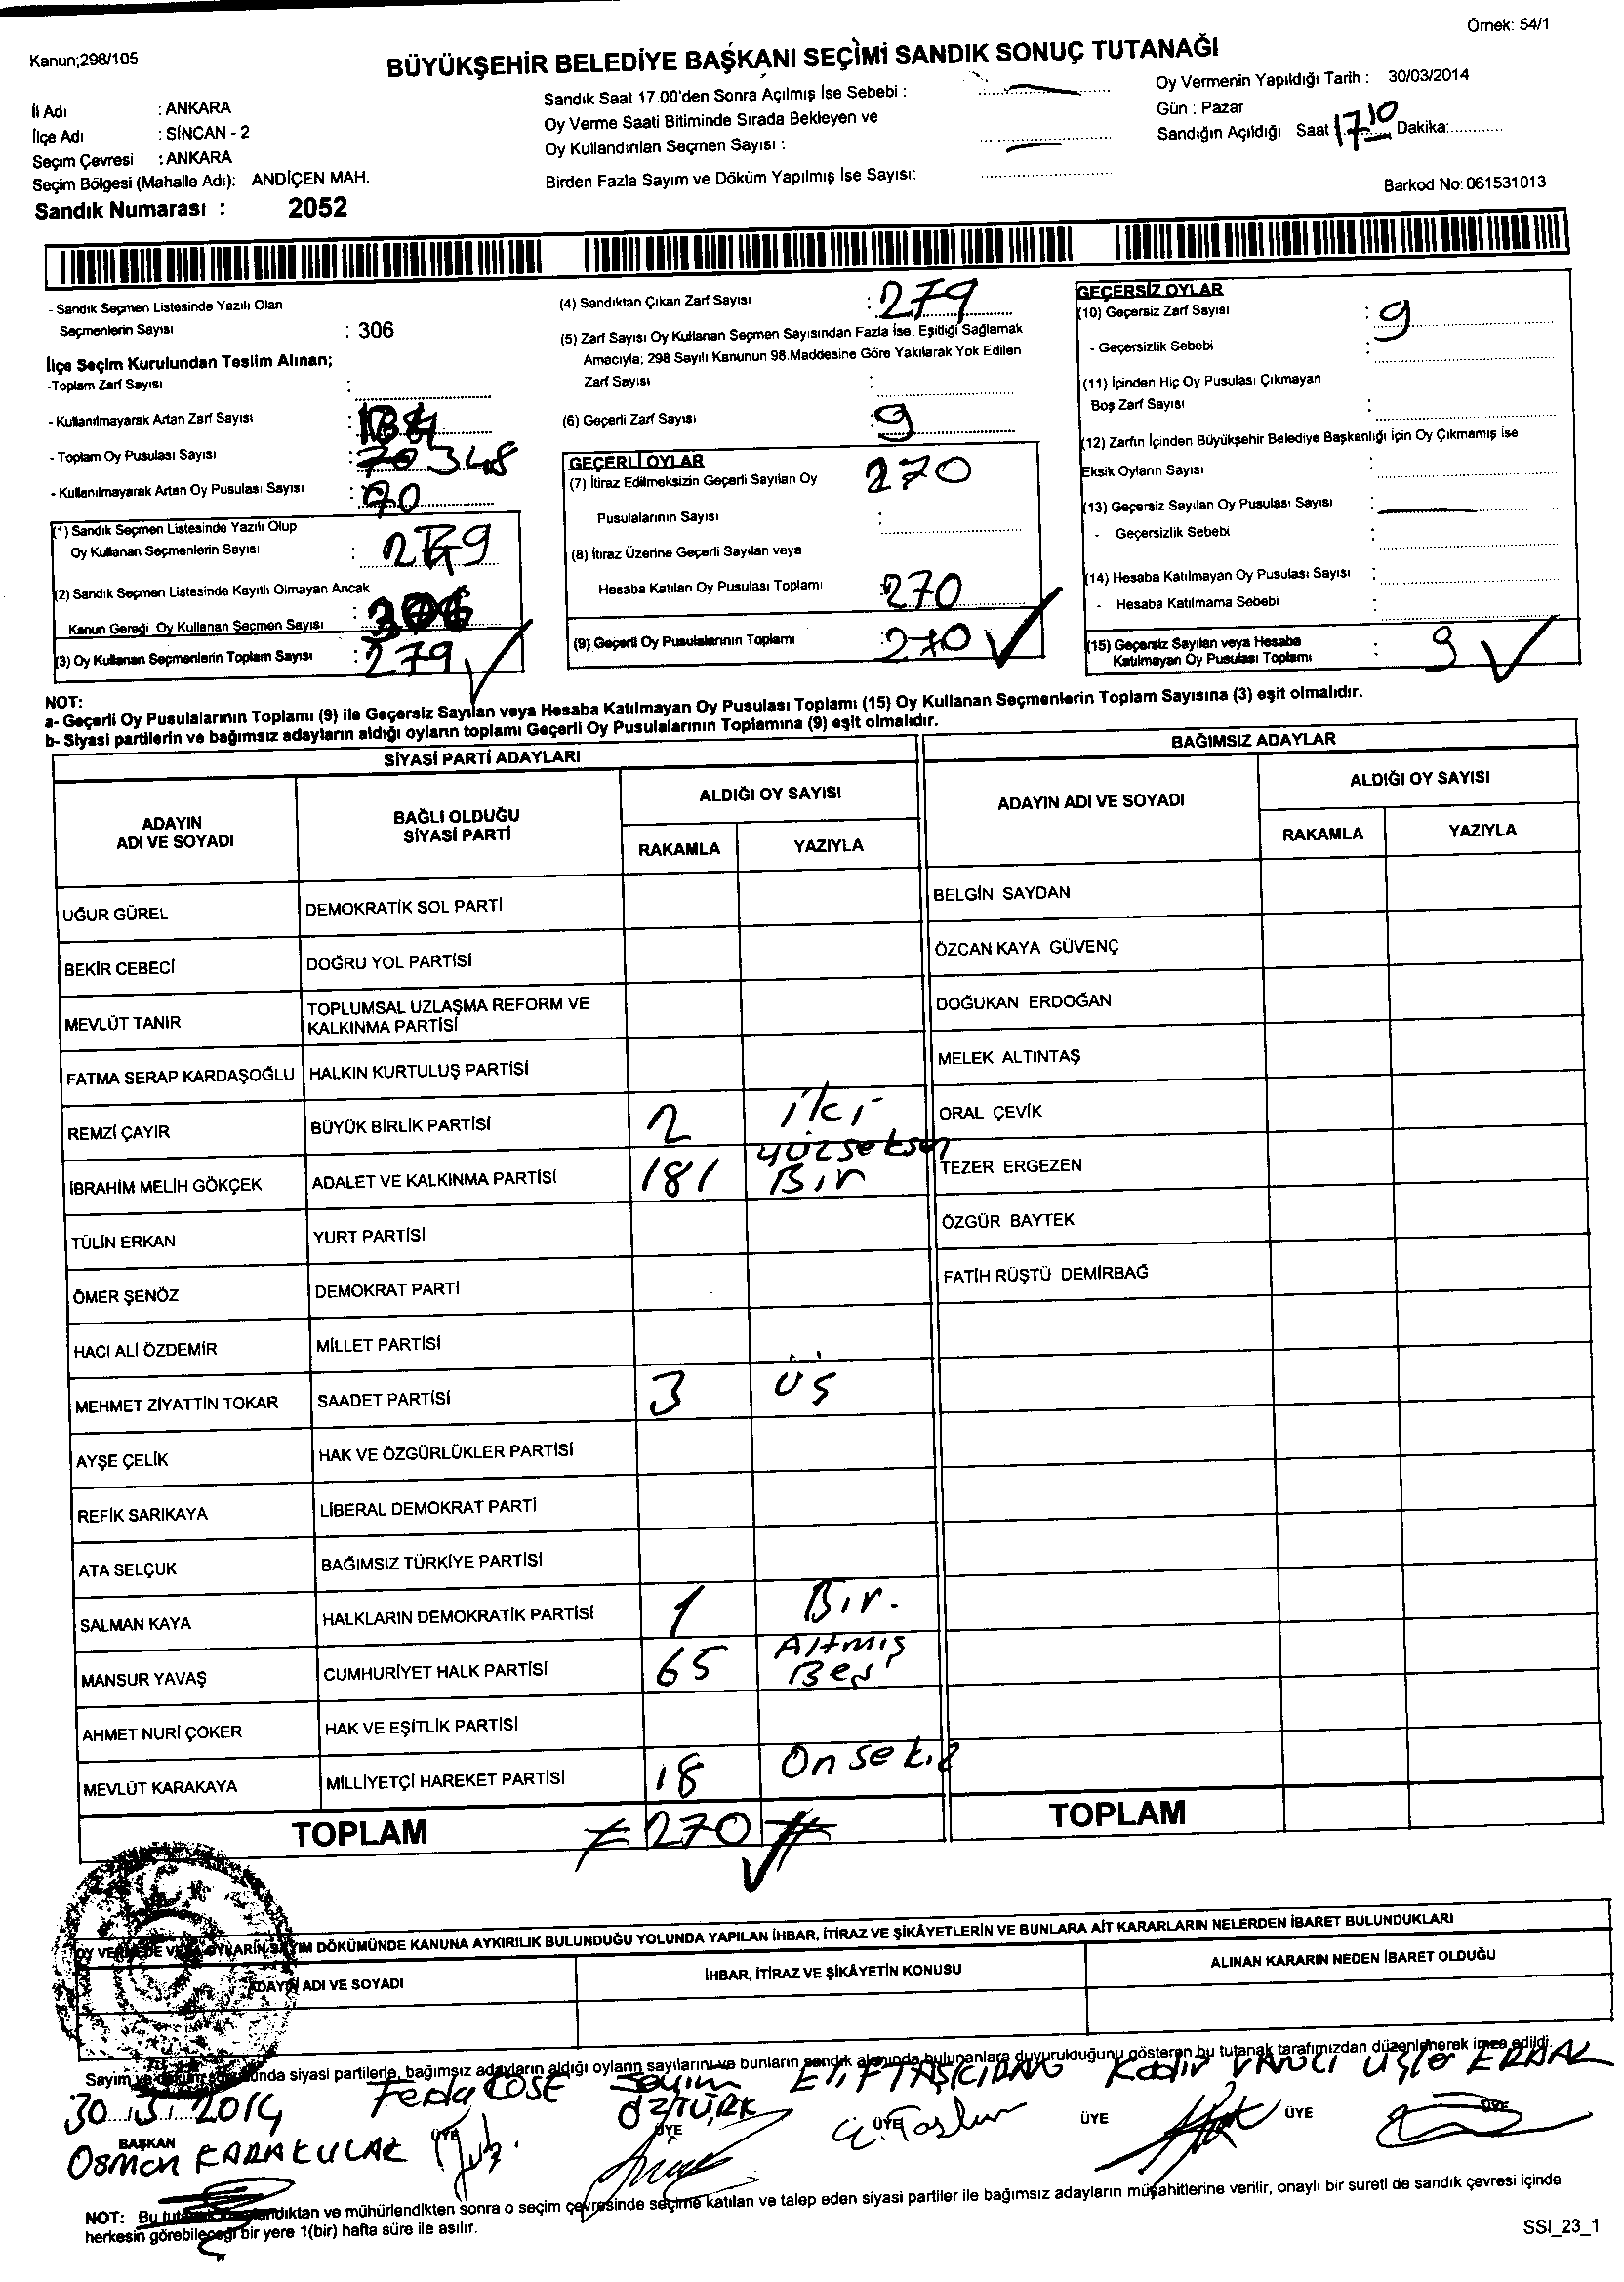 Örnek: 54/1
Kanun;298/105
BÜYÜKŞEHİR BELEDİYE BAŞKANI SEÇİMİ SANDIK SONUÇ TUTANAĞI
İl Adı : ANKARA
İlçe Adı : SİNCAN - 2
Seçim Çevresi : ANKARA
Seçim Bölgesi (Mahalle Adı): ANDİÇEN MAH.
Sandık Numarası : 2052
Sandık Saat 17.00'den Sonra Açılmış İse Sebebi :
Oy Verme Saati Bitiminde Sırada Bekleyen ve
Oy Kullandırılan Seçmen Sayısı :
Birden Fazla Sayım ve Döküm Yapılmış İse Sayısı:
Oy Vermenin Yapıldığı Tarih : 30/03/2014
Gün : Pazar
Sandığın Açıldığı Saat 17 10 Dakika:
Barkod No: 061531013
- Sandık Seçmen Listesinde Yazılı Olan
Seçmenlerin Sayısı : 306
İlçe Seçim Kurulundan Teslim Alınan;
-Toplam Zarf Sayısı :
- Kullanılmayarak Artan Zarf Sayısı :
- Toplam Oy Pusulası Sayısı : 70 348
- Kullanılmayarak Artan Oy Pusulası Sayısı : 70
(1) Sandık Seçmen Listesinde Yazılı Olup
Oy Kullanan Seçmenlerin Sayısı : 279
(2) Sandık Seçmen Listesinde Kayıtlı Olmayan Ancak
Kanun Gereği Oy Kullanan Seçmen Sayısı :
(3) Oy Kullanan Seçmenlerin Toplam Sayısı : 279
(4) Sandıktan Çıkan Zarf Sayısı : 279
(5) Zarf Sayısı Oy Kullanan Seçmen Sayısından Fazla İse, Eşitliği Sağlamak
Amacıyla; 298 Sayılı Kanunun 98.Maddesine Göre Yakılarak Yok Edilen
Zarf Sayısı :
(6) Geçerli Zarf Sayısı : 9
GEÇERLİ OYLAR
(7) İtiraz Edilmeksizin Geçerli Sayılan Oy 270
Pusulalarının Sayısı :
(8) İtiraz Üzerine Geçerli Sayılan veya
Hesaba Katılan Oy Pusulası Toplamı : 270
(9) Geçerli Oy Pusulalarının Toplamı : 270
GEÇERSİZ OYLAR
(10) Geçersiz Zarf Sayısı : 9
- Geçersizlik Sebebi :
(11) İçinden Hiç Oy Pusulası Çıkmayan
Boş Zarf Sayısı :
(12) Zarfın İçinden Büyükşehir Belediye Başkanlığı İçin Oy Çıkmamış İse
Eksik Oyların Sayısı :
(13) Geçersiz Sayılan Oy Pusulası Sayısı :
- Geçersizlik Sebebi :
(14) Hesaba Katılmayan Oy Pusulası Sayısı :
- Hesaba Katılmama Sebebi :
(15) Geçersiz Sayılan veya Hesaba
Katılmayan Oy Pusulası Toplamı : 9
NOT:
a- Geçerli Oy Pusulalarının Toplamı (9) ile Geçersiz Sayılan veya Hesaba Katılmayan Oy Pusulası Toplamı (15) Oy Kullanan Seçmenlerin Toplam Sayısına (3) eşit olmalıdır.
b- Siyasi partilerin ve bağımsız adayların aldığı oyların toplamı Geçerli Oy Pusulalarının Toplamına (9) eşit olmalıdır.
SİYASİ PARTİ ADAYLARI
ADAYIN ADI VE SOYADI
BAĞLI OLDUĞU SİYASİ PARTİ
ALDIĞI OY SAYISI
RAKAMLA YAZIYLA
UĞUR GÜREL DEMOKRATİK SOL PARTİ
BEKİR CEBECİ DOĞRU YOL PARTİSİ
MEVLÜT TANIR TOPLUMSAL UZLAŞMA REFORM VE KALKINMA PARTİSİ
FATMA SERAP KARDAŞOĞLU HALKIN KURTULUŞ PARTİSİ
REMZİ ÇAYIR BÜYÜK BİRLİK PARTİSİ 2 iki
İBRAHİM MELİH GÖKÇEK ADALET VE KALKINMA PARTİSİ 181 yüzseksen Bir
TÜLİN ERKAN YURT PARTİSİ
ÖMER ŞENÖZ DEMOKRAT PARTİ
HACI ALİ ÖZDEMİR MİLLET PARTİSİ
MEHMET ZİYATTİN TOKAR SAADET PARTİSİ 3 üş
AYŞE ÇELİK HAK VE ÖZGÜRLÜKLER PARTİSİ
REFİK SARIKAYA LİBERAL DEMOKRAT PARTİ
ATA SELÇUK BAĞIMSIZ TÜRKİYE PARTİSİ
SALMAN KAYA HALKLARIN DEMOKRATİK PARTİSİ 1 Bir.
MANSUR YAVAŞ CUMHURİYET HALK PARTİSİ 65 Altmış Beş
AHMET NURİ ÇOKER HAK VE EŞİTLİK PARTİSİ
MEVLÜT KARAKAYA MİLLİYETÇİ HAREKET PARTİSİ 18 On sekiz
TOPLAM = 270 =
BAĞIMSIZ ADAYLAR
ADAYIN ADI VE SOYADI
ALDIĞI OY SAYISI
RAKAMLA YAZIYLA
BELGİN SAYDAN
ÖZCAN KAYA GÜVENÇ
DOĞUKAN ERDOĞAN
MELEK ALTINTAŞ
ORAL ÇEVİK
TEZER ERGEZEN
ÖZGÜR BAYTEK
FATİH RÜŞTÜ DEMİRBAĞ
TOPLAM
OY VERMEDE VEYA OYLARIN SAYIM DÖKÜMÜNDE KANUNA AYKIRILIK BULUNDUĞU YOLUNDA YAPILAN İHBAR, İTİRAZ VE ŞİKÂYETLERİN VE BUNLARA AİT KARARLARIN NELERDEN İBARET BULUNDUKLARI
ADAYIN ADI VE SOYADI
İHBAR, İTİRAZ VE ŞİKÂYETİN KONUSU
ALINAN KARARIN NEDEN İBARET OLDUĞU
Sayım ve döküm sonucunda siyasi partilerle, bağımsız adayların aldığı oyların sayılarını ve bunların sandık alanında bulunanlara duyurulduğunu gösteren bu tutanak tarafımızdan düzenlenerek imza edildi.
30.3.2014
Feda KÖSE
ÖZTÜRK
Kadir
ERDAL
BAŞKAN ÜYE ÜYE ÜYE ÜYE ÜYE ÜYE
Osman KARAKULAK
NOT: Bu tutanak imzalandıktan ve mühürlendikten sonra o seçim çevresinde seçime katılan ve talep eden siyasi partiler ile bağımsız adayların müşahitlerine verilir, onaylı bir sureti de sandık çevresi içinde
herkesin görebileceği bir yere 1(bir) hafta süre ile asılır.
SSI_23_1